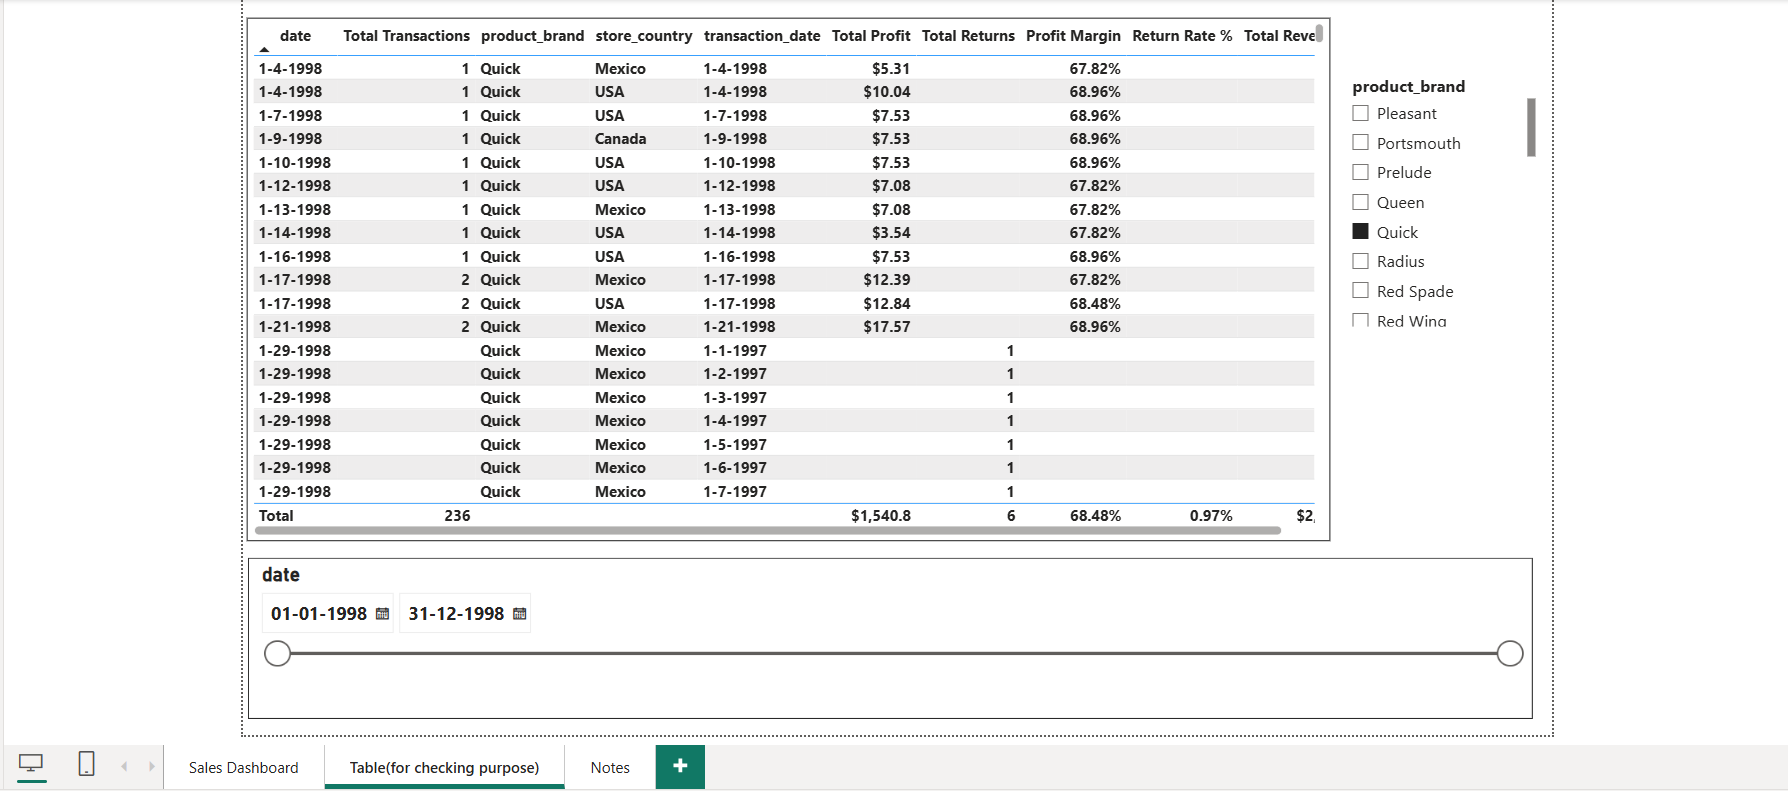 date Total Transactions product_brand store_country transaction_date Total Profit Total Returns Profit Margin Return Rate % Total Reve
1-4-1998 1 Quick Mexico 1-4-1998 $5.31 67.82%
1-4-1998 1 Quick USA 1-4-1998 $10.04 68.96%
1-7-1998 1 Quick USA 1-7-1998 $7.53 68.96%
1-9-1998 1 Quick Canada 1-9-1998 $7.53 68.96%
1-10-1998 1 Quick USA 1-10-1998 $7.53 68.96%
1-12-1998 1 Quick USA 1-12-1998 $7.08 67.82%
1-13-1998 1 Quick Mexico 1-13-1998 $7.08 67.82%
1-14-1998 1 Quick USA 1-14-1998 $3.54 67.82%
1-16-1998 1 Quick USA 1-16-1998 $7.53 68.96%
1-17-1998 2 Quick Mexico 1-17-1998 $12.39 67.82%
1-17-1998 2 Quick USA 1-17-1998 $12.84 68.48%
1-21-1998 2 Quick Mexico 1-21-1998 $17.57 68.96%
1-29-1998 Quick Mexico 1-1-1997 1
1-29-1998 Quick Mexico 1-2-1997 1
1-29-1998 Quick Mexico 1-3-1997 1
1-29-1998 Quick Mexico 1-4-1997 1
1-29-1998 Quick Mexico 1-5-1997 1
1-29-1998 Quick Mexico 1-6-1997 1
1-29-1998 Quick Mexico 1-7-1997 1
Total 236 $1,540.8 6 68.48% 0.97% $2,
product_brand
Pleasant
Portsmouth
Prelude
Queen
Quick
Radius
Red Spade
Red Wing
date
01-01-1998 31-12-1998
Sales Dashboard Table(for checking purpose) Notes +